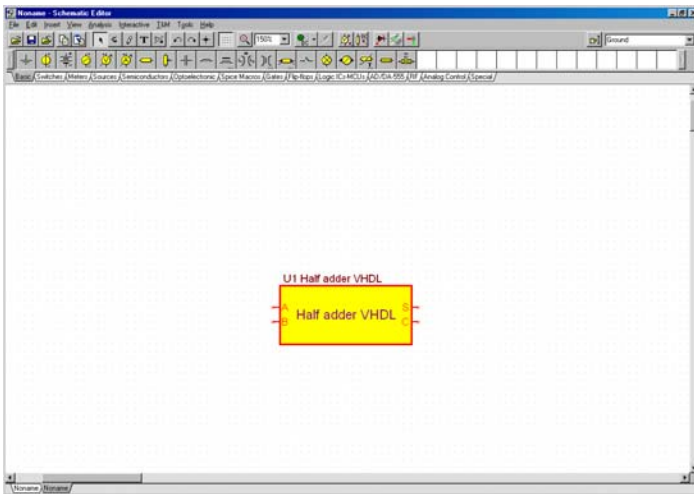 Noname - Schematic Editor
File Edit Insert View Analysis Interactive T&M Tools Help
150% Ground
Basic Switches Meters Sources Semiconductors Optoelectronic Spice Macros Gates Flip-flops Logic ICs-MCUs AD/DA-555 RF Analog Control Special
U1 Half adder VHDL
A S
Half adder VHDL
B C
Noname Noname